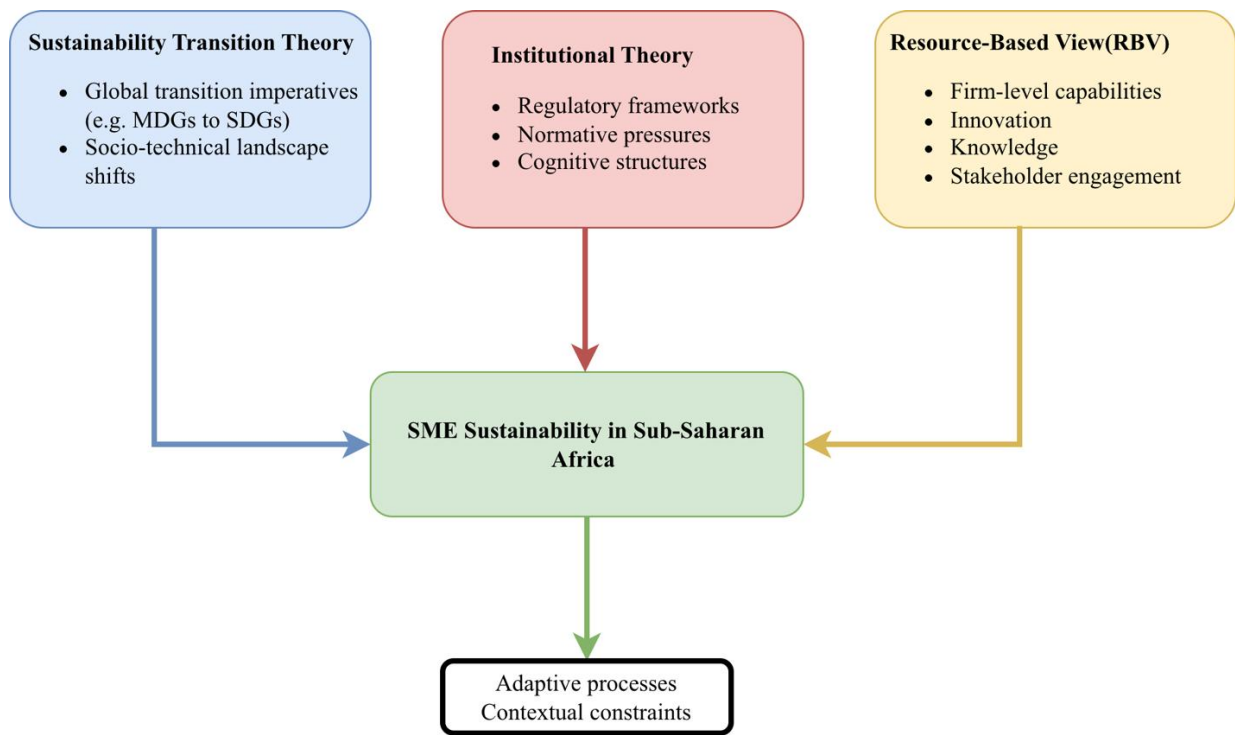 Sustainability Transition Theory
• Global transition imperatives
(e.g. MDGs to SDGs)
• Socio-technical landscape
shifts
Institutional Theory
• Regulatory frameworks
• Normative pressures
• Cognitive structures
Resource-Based View(RBV)
• Firm-level capabilities
• Innovation
• Knowledge
• Stakeholder engagement
SME Sustainability in Sub-Saharan
Africa
Adaptive processes
Contextual constraints